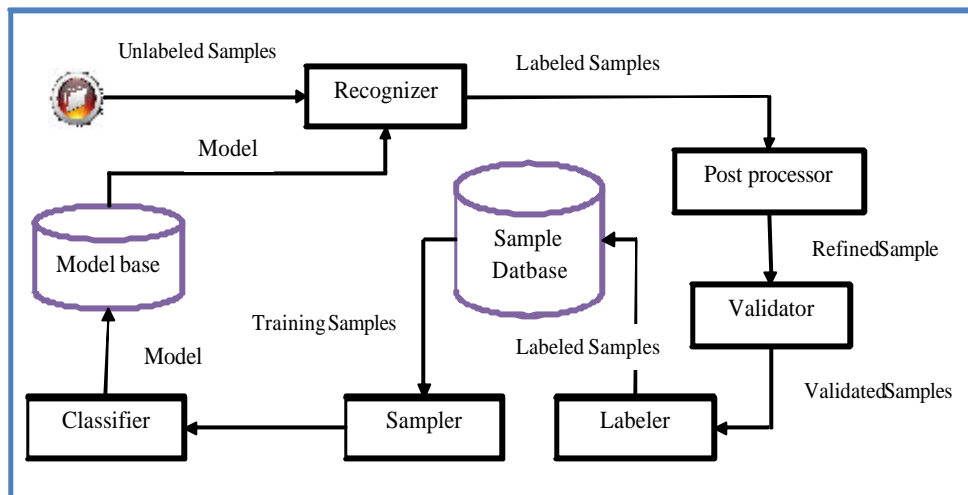 Unlabeled Samples
Recognizer
Labeled Samples
Model
Post processor
Sample
Datbase
Model base
RefinedSample
Validator
Training Samples
Labeled Samples
Model
ValidatedSamples
Classifier
Sampler
Labeler